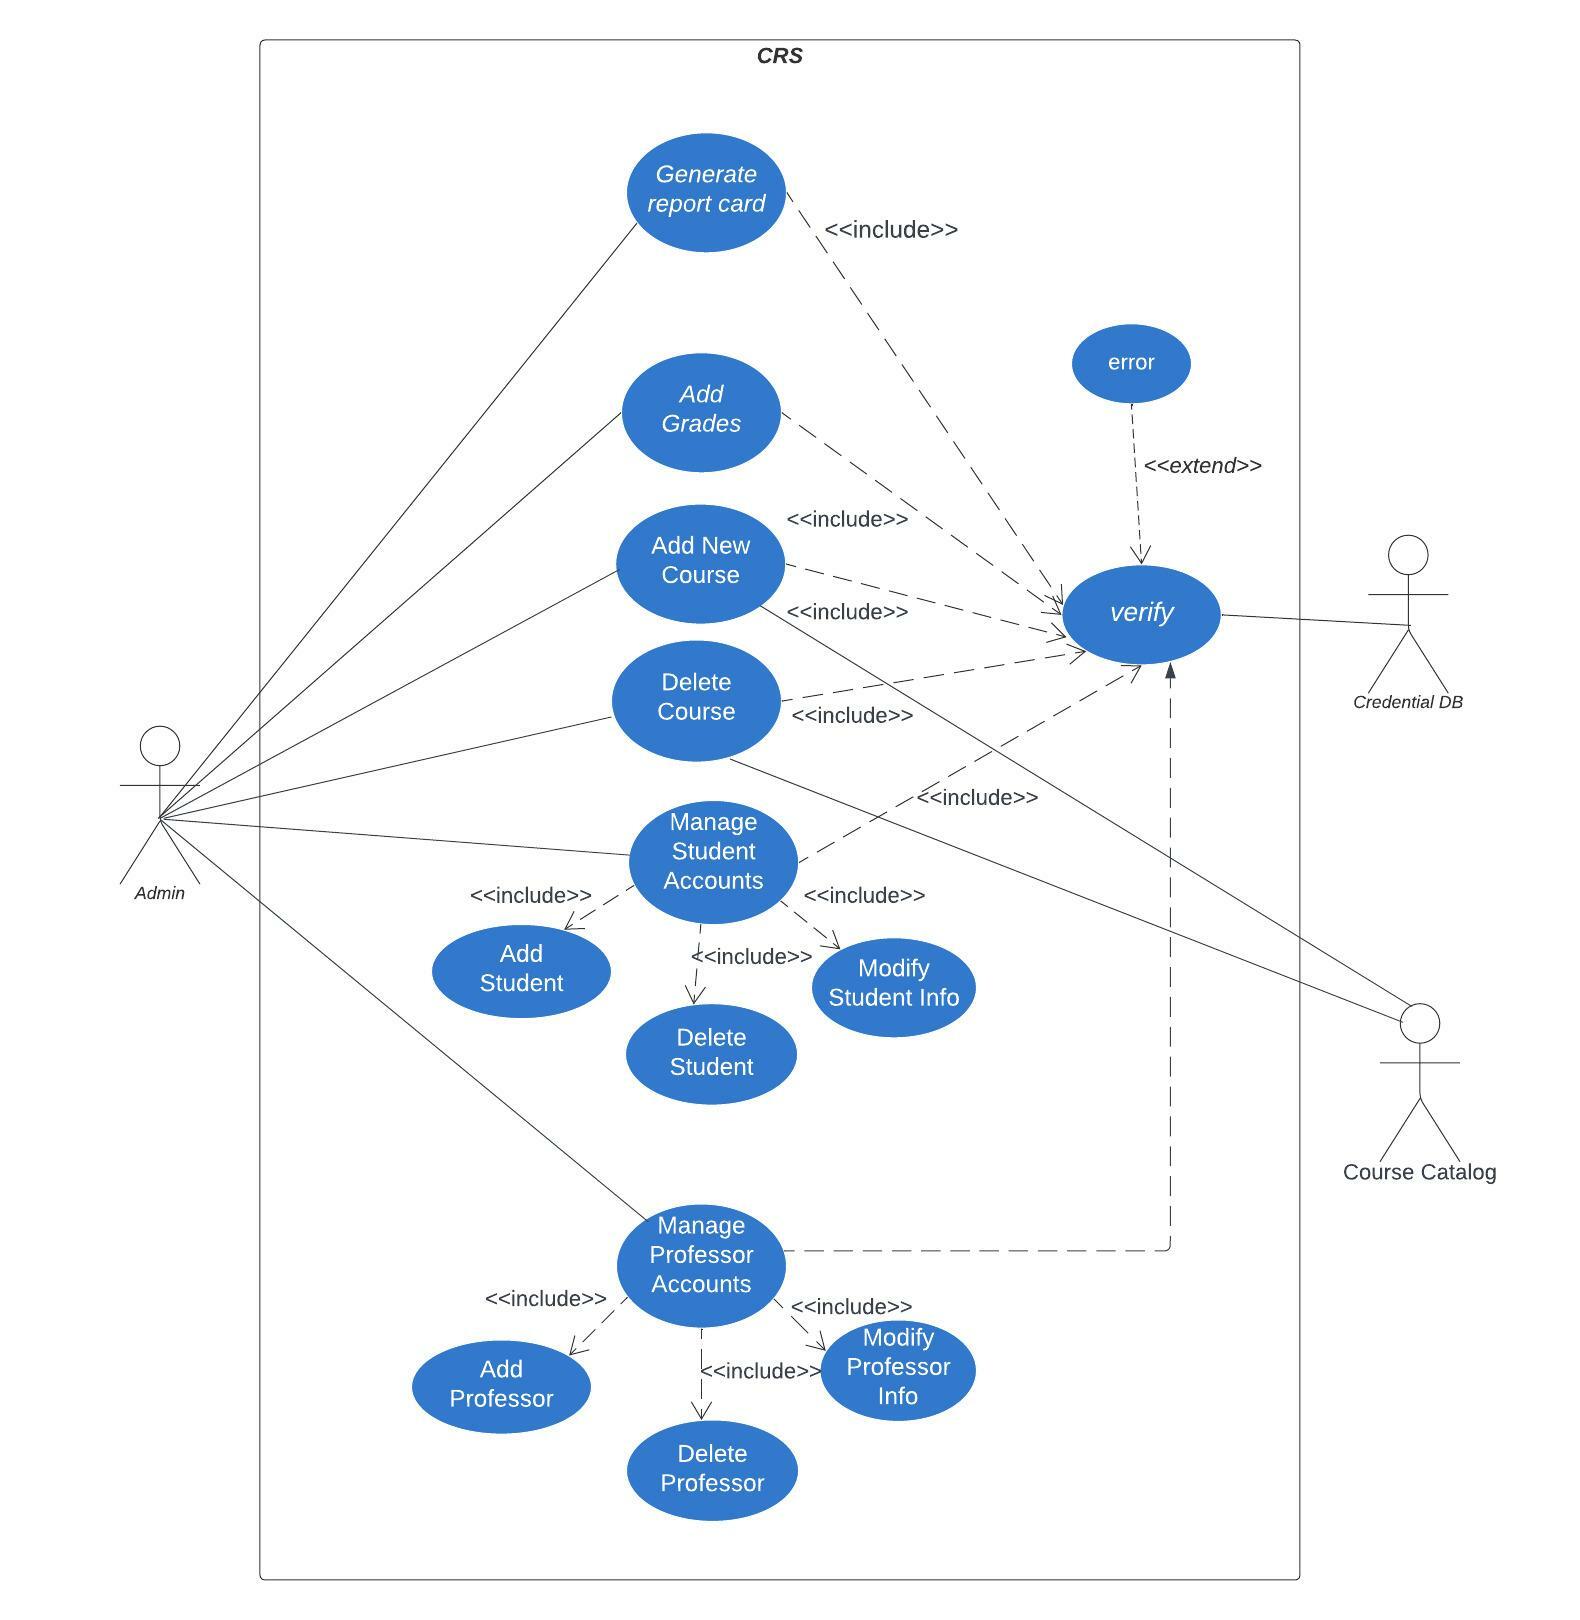 CRS
Generate
report card
<<include>>
error
Add
Grades
<<extend>>
<<include>>
Add New
Course
<<include>>
verify
Delete
Course
<<include>>
Credential DB
<<include>>
Manage
Student
Accounts
Admin
<<include>>
<<include>>
Add
Student
<<include>>
Modify
Student Info
Delete
Student
Course Catalog
Manage
Professor
Accounts
<<include>>
<<include>>
Add
Professor
<<include>>
Modify
Professor
Info
Delete
Professor